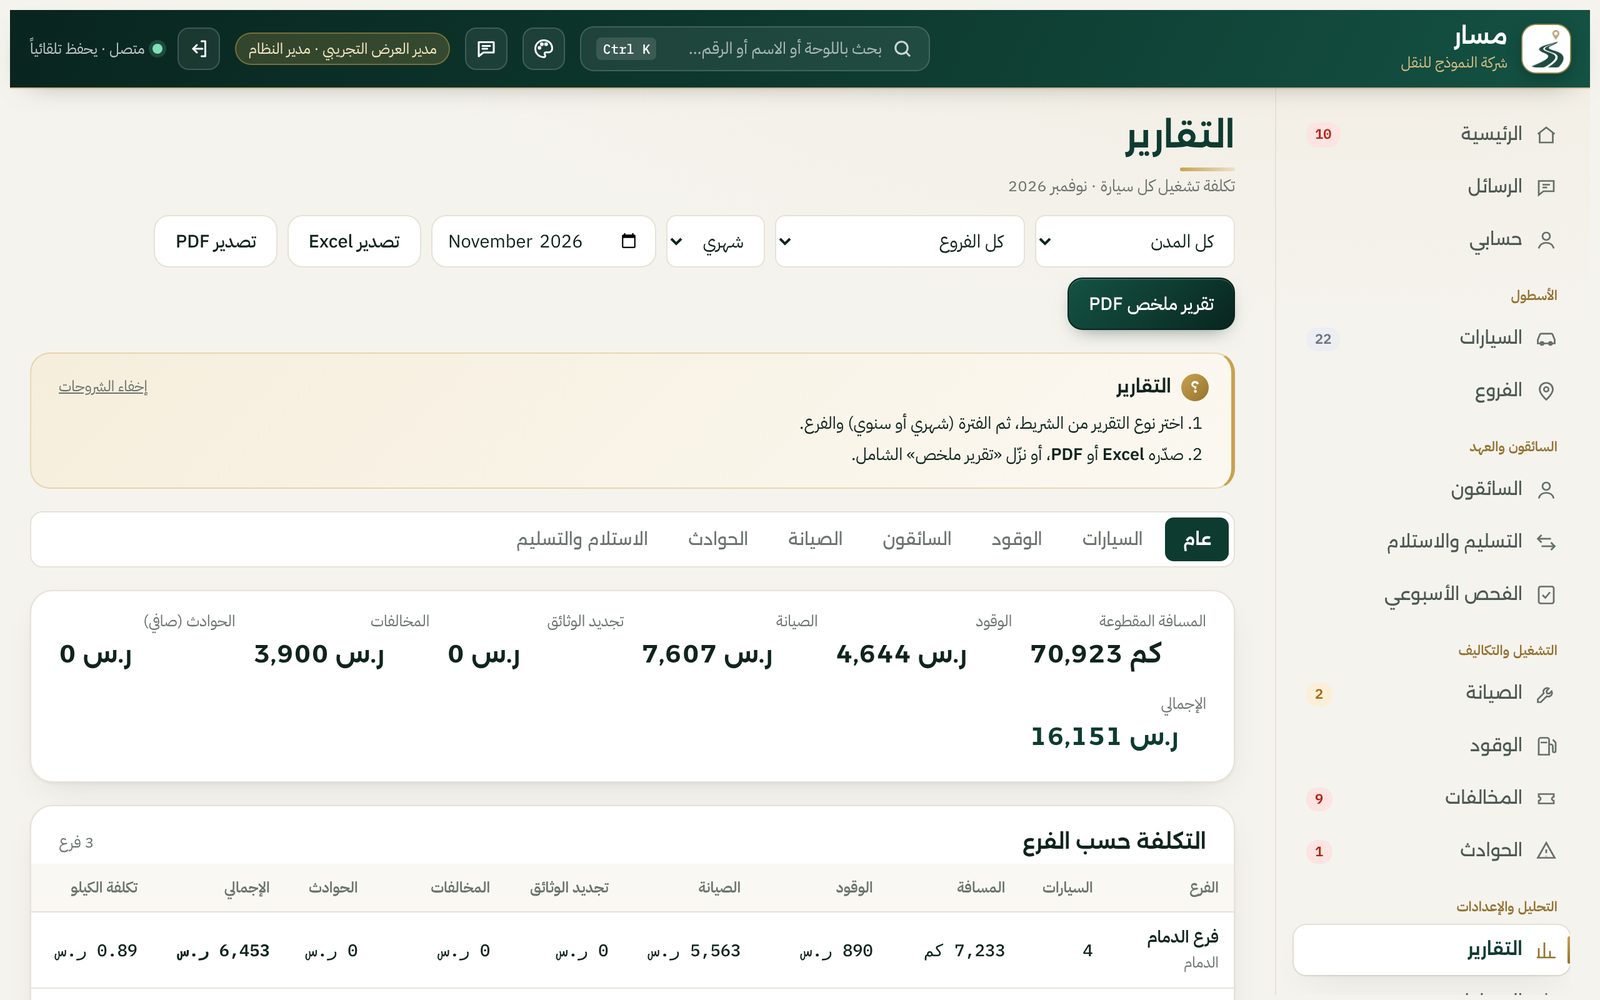 مسار
شركة النموذج للنقل
بحث باللوحة أو الاسم أو الرقم...
Ctrl K
مدير العرض التجريبي · مدير النظام
متصل · يحفظ تلقائياً
الرئيسية
10
الرسائل
حسابي
الأسطول
السيارات
22
الفروع
السائقون والعهد
السائقون
التسليم والاستلام
الفحص الأسبوعي
التشغيل والتكاليف
الصيانة
2
الوقود
المخالفات
9
الحوادث
1
التحليل والإعدادات
التقارير
التقارير
تكلفة تشغيل كل سيارة · نوفمبر 2026
كل المدن
كل الفروع
شهري
November 2026
تصدير Excel
تصدير PDF
تقرير ملخص PDF
؟ التقارير
إخفاء الشروحات
1. اختر نوع التقرير من الشريط، ثم الفترة (شهري أو سنوي) والفرع.
2. صدّره Excel أو PDF، أو نزّل «تقرير ملخص» الشامل.
عام
السيارات
الوقود
السائقون
الصيانة
الحوادث
الاستلام والتسليم
المسافة المقطوعة
70,923 كم
الوقود
4,644 ر.س
الصيانة
7,607 ر.س
تجديد الوثائق
0 ر.س
المخالفات
3,900 ر.س
الحوادث (صافي)
0 ر.س
الإجمالي
16,151 ر.س
التكلفة حسب الفرع
3 فرع
الفرع السيارات المسافة الوقود الصيانة تجديد الوثائق المخالفات الحوادث الإجمالي تكلفة الكيلو
فرع الدمام 4 7,233 كم 890 ر.س 5,563 ر.س 0 ر.س 0 ر.س 0 ر.س 6,453 ر.س 0.89 ر.س
الدمام